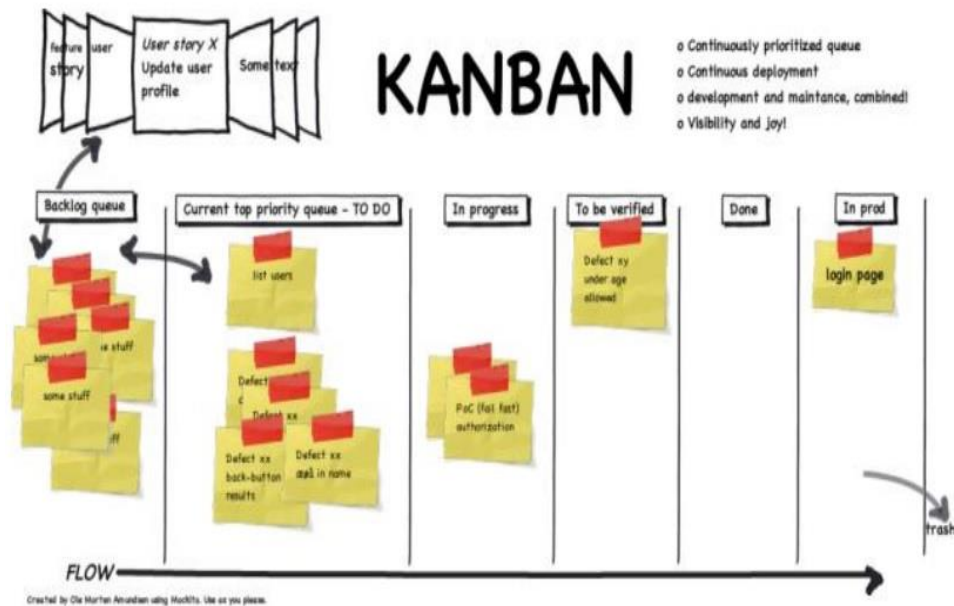 feature
story
user
User story X
Update user
profile
Some text
KANBAN
o Continuously prioritized queue
o Continuous deployment
o development and maintance, combined!
o Visibility and joy!
Backlog queue
Current top priority queue - TO DO
In progress
To be verified
Done
In prod
some stuff
list users
Defect
Defect xx
Defect xx
back-button
results
Defect xx
in name
PoC (fail fast)
authorization
Defect xy
under age
allowed
login page
trash
FLOW
Created by Ole Morten Amundsen using Mockito. Use as you please.